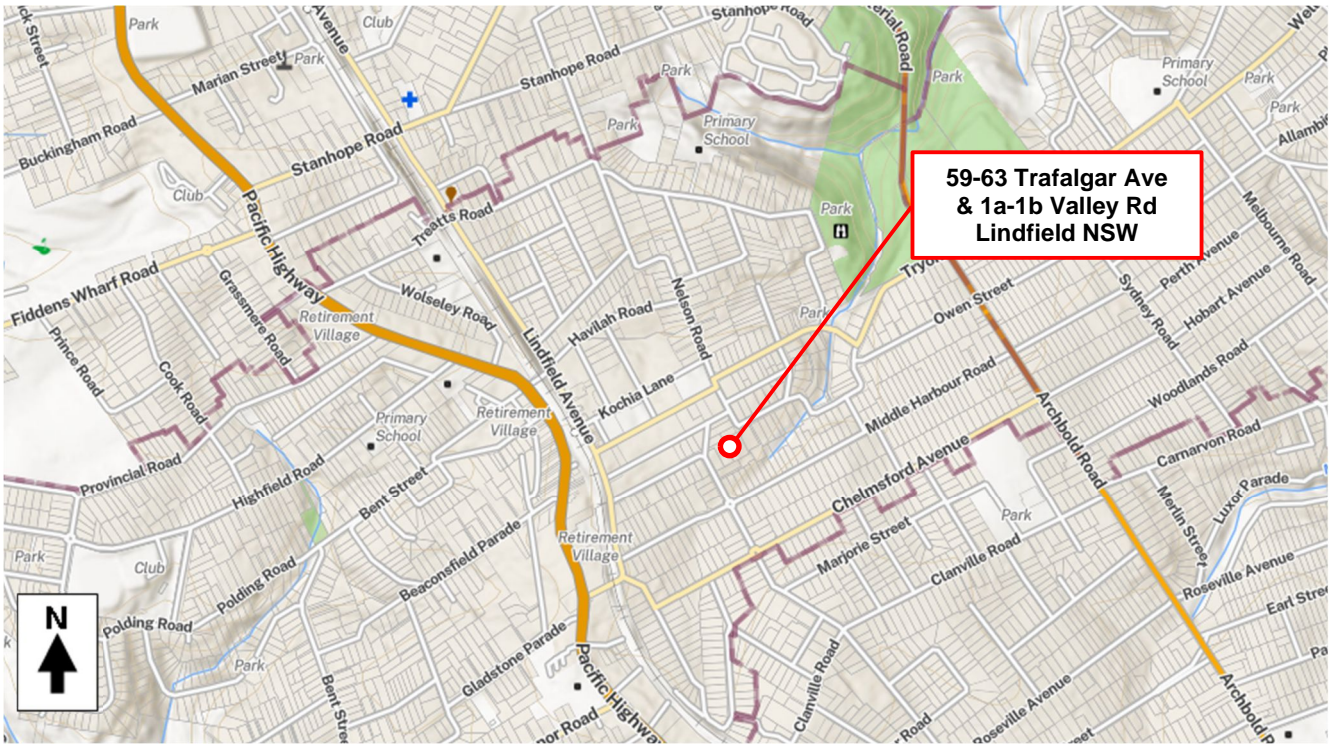 Park
Club
Avenue
Stanhope Road
Marian Street
Park
Stanhope Road
Park
Park
Primary
School
Park
Buckingham Road
Stanhope Road
Park
Primary
School
Park
59-63 Trafalgar Ave
& 1a-1b Valley Rd
Lindfield NSW
Club
Pacific Highway
Treatts Road
Park
Melbourne Road
Fiddens Wharf Road
Grassmere Road
Wolseley Road
Nelson Road
Perth Avenue
Sydney Road
Hobart Avenue
Retirement
Village
Havilah Road
Park
Owen Street
Prince Road
Cook Road
Lindfield Avenue
Kochia Lane
Middle Harbour Road
Woodlands Road
Archbold Road
Primary
School
Retirement
Village
Chelmsford Avenue
Carnarvon Road
Provincial Road
Highfield Road
Bent Street
Merlin Street
Luxor Parade
Park
Marjorie Street
Clanville Road
Retirement
Village
Park
Club
Beaconsfield Parade
Polding Road
Roseville Avenue
N
Polding Road
Park
Gladstone Parade
Pacific Highway
Clanville Road
Roseville Avenue